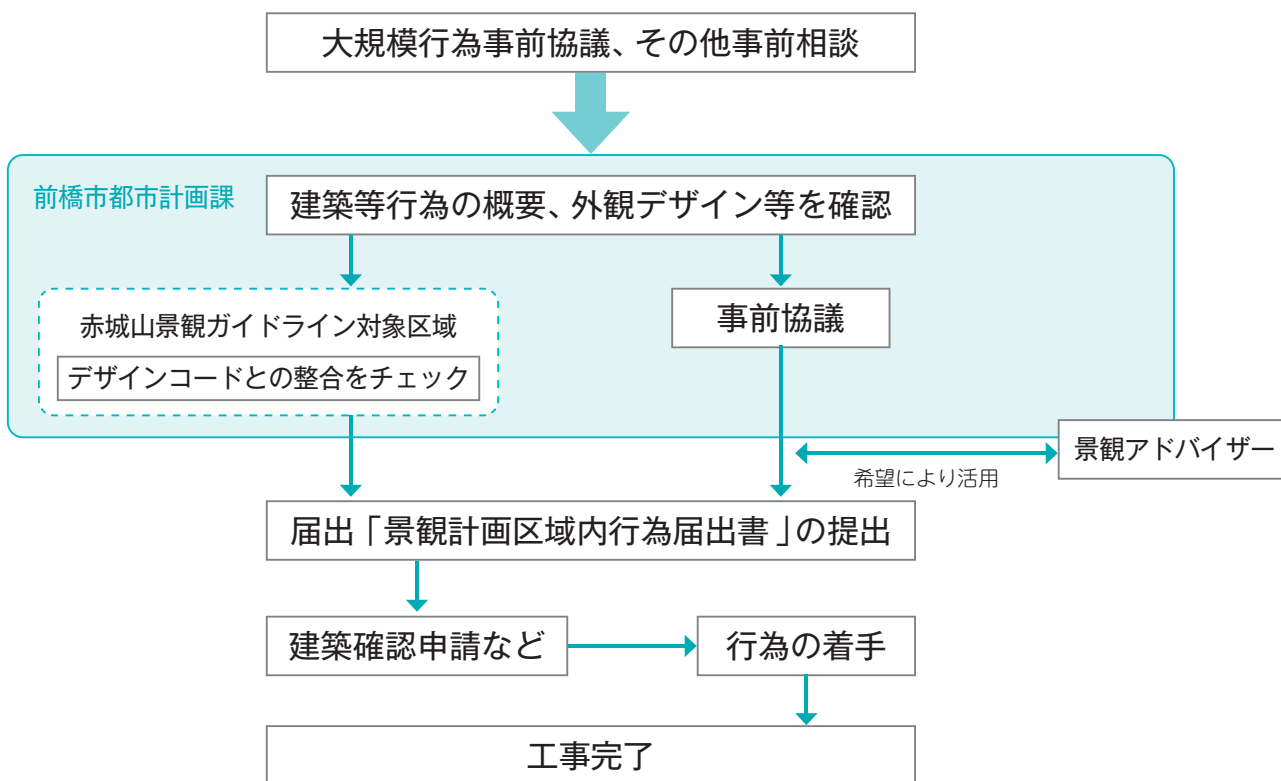 大規模行為事前協議、その他事前相談
前橋市都市計画課
建築等行為の概要、外観デザイン等を確認
赤城山景観ガイドライン対象区域
デザインコードとの整合をチェック
事前協議
景観アドバイザー
希望により活用
届出「景観計画区域内行為届出書」の提出
建築確認申請など
行為の着手
工事完了